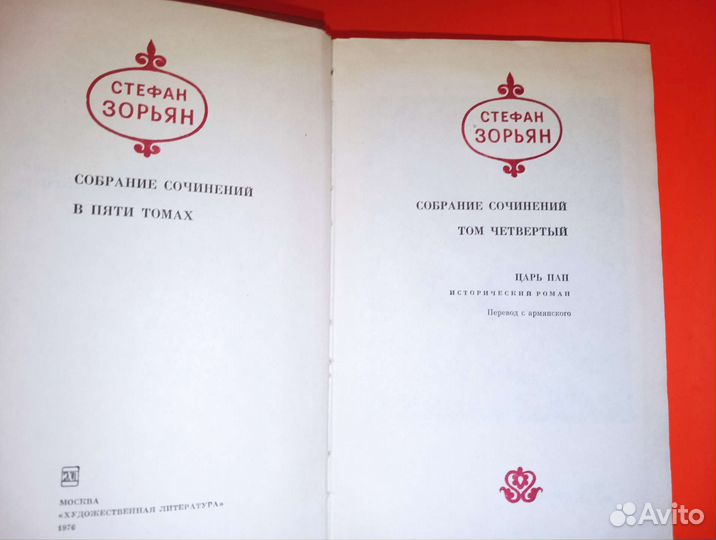 СТЕФАН
ЗОРЬЯН
СОБРАНИЕ СОЧИНЕНИЙ
В ПЯТИ ТОМАХ
МОСКВА
«ХУДОЖЕСТВЕННАЯ ЛИТЕРАТУРА»
1976
СТЕФАН
ЗОРЬЯН
СОБРАНИЕ СОЧИНЕНИЙ
ТОМ ЧЕТВЕРТЫЙ
ЦАРЬ ПАП
ИСТОРИЧЕСКИЙ РОМАН
Перевод с армянского
Avito